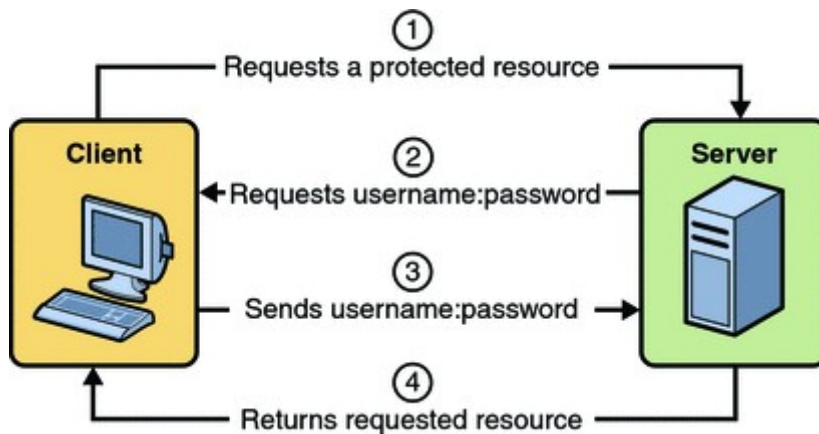 1
Requests a protected resource
Client
Server
2
Requests username:password
3
Sends username:password
4
Returns requested resource